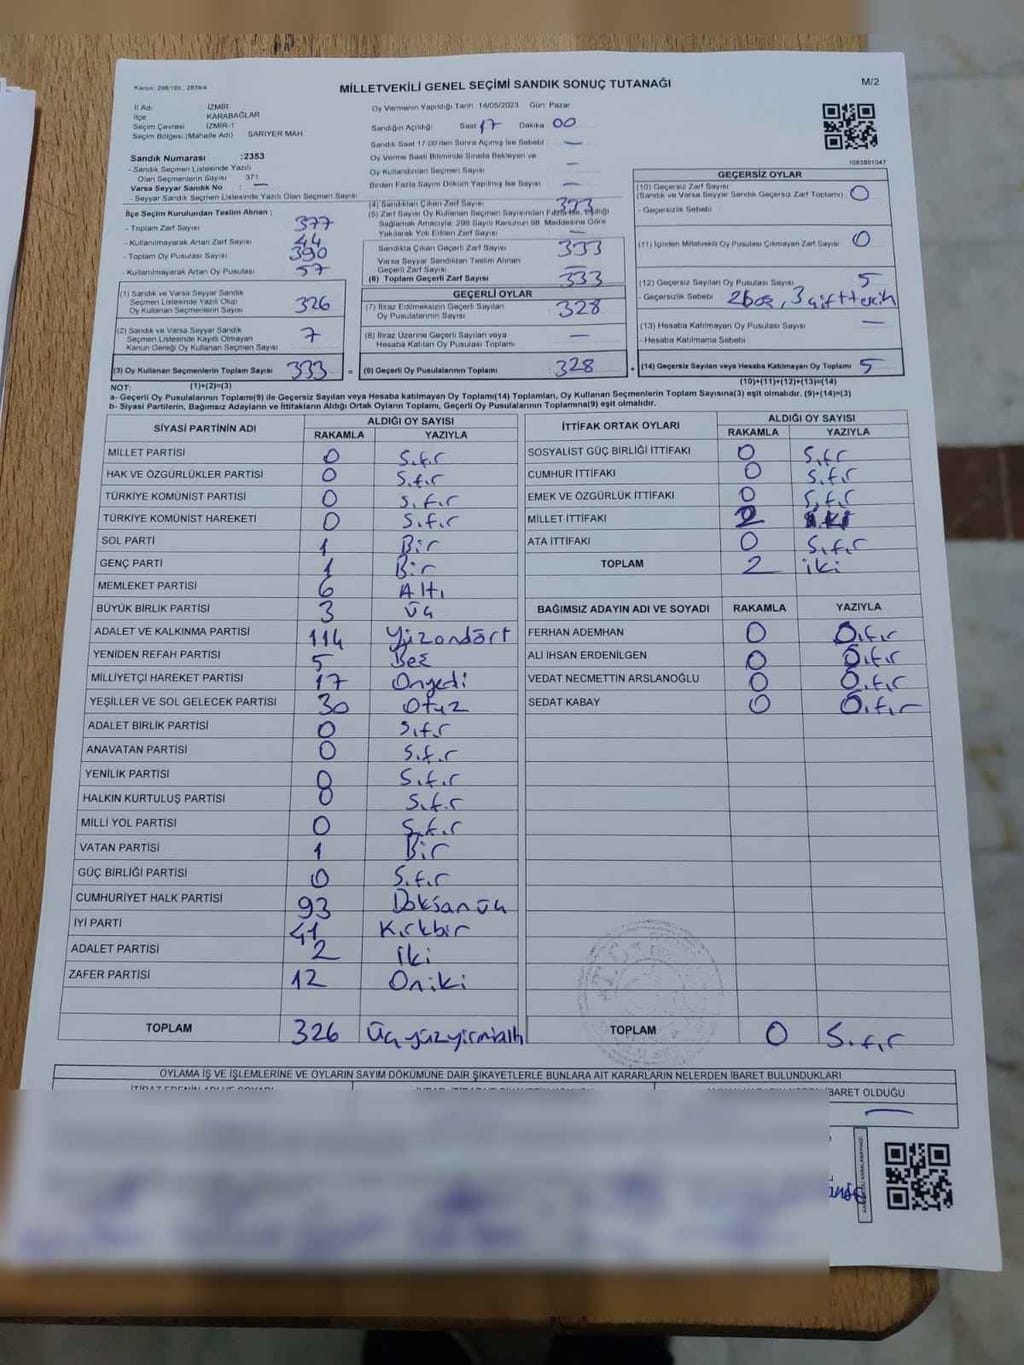 Kanun: 298/105 , 2839/4
MİLLETVEKİLİ GENEL SEÇİMİ SANDIK SONUÇ TUTANAĞI
M/2
İl Adı : İZMİR
İlçe : KARABAĞLAR
Seçim Çevresi : İZMİR-1
Seçim Bölgesi (Mahalle Adı) : SARIYER MAH.
Sandık Numarası :2353
- Sandık Seçmen Listesinde Yazılı
Olan Seçmenlerin Sayısı : 371
Varsa Seyyar Sandık No : —
- Seyyar Sandık Listesinde Yazılı Olan Seçmen Sayısı
İlçe Seçim Kurulundan Teslim Alınan ;
- Toplam Zarf Sayısı 377
- Kullanılmayarak Artan Zarf Sayısı 44
- Toplam Oy Pusulası Sayısı 390
- Kullanılmayarak Artan Oy Pusulası 57
(1) Sandık ve Varsa Seyyar Sandık
Seçmen Listesinde Yazılı Olup
Oy Kullanan Seçmenlerin Sayısı 326
(2) Sandık ve Varsa Seyyar Sandık
Seçmen Listesinde Kayıtlı Olmayan
Kanun Gereği Oy Kullanan Seçmen Sayısı 7
(3) Oy Kullanan Seçmenlerin Toplam Sayısı 333 =
Oy Vermenin Yapıldığı Tarih :14/05/2023 Gün: Pazar
Sandığın Açıldığı Saat 17 Dakika 00
Sandık Saat 17:00'den Sonra Açılmış İse Sebebi —
Oy Verme Saati Bitiminde Sırada Bekleyen ve
Oy Kullandırılan Seçmen Sayısı —
Birden Fazla Sayım Döküm Yapılmış İse Sayısı —
(4) Sandıktan Çıkan Zarf Sayısı 333
(5) Zarf Sayısı Oy Kullanan Seçmen Sayısından Fazla ise, Eşitliği
Sağlamak Amacıyla, 298 Sayılı Kanunun 98. Maddesine Göre
Yakılarak Yok Edilen Zarf Sayısı —
Sandıkta Çıkan Geçerli Zarf Sayısı 333
Varsa Seyyar Sandıktan Teslim Alınan
Geçerli Zarf Sayısı —
(6) Toplam Geçerli Zarf Sayısı 333
GEÇERLİ OYLAR
(7) İtiraz Edilmeksizin Geçerli Sayılan
Oy Pusulalarının Sayısı 328
(8) İtiraz Üzerine Geçerli Sayılan veya
Hesaba Katılan Oy Pusulası Toplamı —
(9) Geçerli Oy Pusulalarının Toplamı : 328 +
1083801047
GEÇERSİZ OYLAR
(10) Geçersiz Zarf Sayısı
(Sandık ve Varsa Seyyar Sandık Geçersiz Zarf Toplamı) 0
- Geçersizlik Sebebi
(11) İçinden Milletvekili Oy Pusulası Çıkmayan Zarf Sayısı 0
(12) Geçersiz Sayılan Oy Pusulası Sayısı 5
- Geçersizlik Sebebi 2 boş, 3 çift tercih
(13) Hesaba Katılmayan Oy Pusulası Sayısı —
- Hesaba Katılmama Sebebi
(14) Geçersiz Sayılan veya Hesaba Katılmayan Oy Toplamı 5
NOT: (1)+(2)=(3)
(10)+(11)+(12)+(13)=(14)
a- Geçerli Oy Pusulalarının Toplamı(9) ile Geçersiz Sayılan veya Hesaba katılmayan Oy Toplamı(14) Toplamları, Oy Kullanan Seçmenlerin Toplam Sayısına(3) eşit olmalıdır. (9)+(14)=(3)
b- Siyasi Partilerin, Bağımsız Adayların ve İttifakların Aldığı Ortak Oyların Toplamı, Geçerli Oy Pusulalarının Toplamına(9) eşit olmalıdır.
SİYASİ PARTİNİN ADI ALDIĞI OY SAYISI
RAKAMLA YAZIYLA
MİLLET PARTİSİ 0 Sıfır
HAK VE ÖZGÜRLÜKLER PARTİSİ 0 Sıfır
TÜRKİYE KOMÜNİST PARTİSİ 0 Sıfır
TÜRKİYE KOMÜNİST HAREKETİ 0 Sıfır
SOL PARTİ 1 Bir
GENÇ PARTİ 1 Bir
MEMLEKET PARTİSİ 6 Altı
BÜYÜK BİRLİK PARTİSİ 3 Üç
ADALET VE KALKINMA PARTİSİ 114 Yüzondört
YENİDEN REFAH PARTİSİ 5 Beş
MİLLİYETÇİ HAREKET PARTİSİ 17 Onyedi
YEŞİLLER VE SOL GELECEK PARTİSİ 30 Otuz
ADALET BİRLİK PARTİSİ 0 Sıfır
ANAVATAN PARTİSİ 0 Sıfır
YENİLİK PARTİSİ 0 Sıfır
HALKIN KURTULUŞ PARTİSİ 0 Sıfır
MİLLİ YOL PARTİSİ 0 Sıfır
VATAN PARTİSİ 1 Bir
GÜÇ BİRLİĞİ PARTİSİ 0 Sıfır
CUMHURİYET HALK PARTİSİ 93 Doksanüç
İYİ PARTİ 41 Kırkbir
ADALET PARTİSİ 2 iki
ZAFER PARTİSİ 12 Oniki
TOPLAM 326 Üçyüzyirmialtı
İTTİFAK ORTAK OYLARI ALDIĞI OY SAYISI
RAKAMLA YAZIYLA
SOSYALİST GÜÇ BİRLİĞİ İTTİFAKI 0 Sıfır
CUMHUR İTTİFAKI 0 Sıfır
EMEK VE ÖZGÜRLÜK İTTİFAKI 0 Sıfır
MİLLET İTTİFAKI 2 iki
ATA İTTİFAKI 0 Sıfır
TOPLAM 2 iki
BAĞIMSIZ ADAYIN ADI VE SOYADI RAKAMLA YAZIYLA
FERHAN ADEMHAN 0 Sıfır
ALİ İHSAN ERDENİLGEN 0 Sıfır
VEDAT NECMETTİN ARSLANOĞLU 0 Sıfır
SEDAT KABAY 0 Sıfır
TOPLAM 0 Sıfır
OYLAMA İŞ VE İŞLEMLERİNE VE OYLARIN SAYIM DÖKÜMÜNE DAİR ŞİKAYETLERLE BUNLARA AİT KARARLARIN NELERDEN İBARET BULUNDUKLARI
İBARET OLDUĞU
—